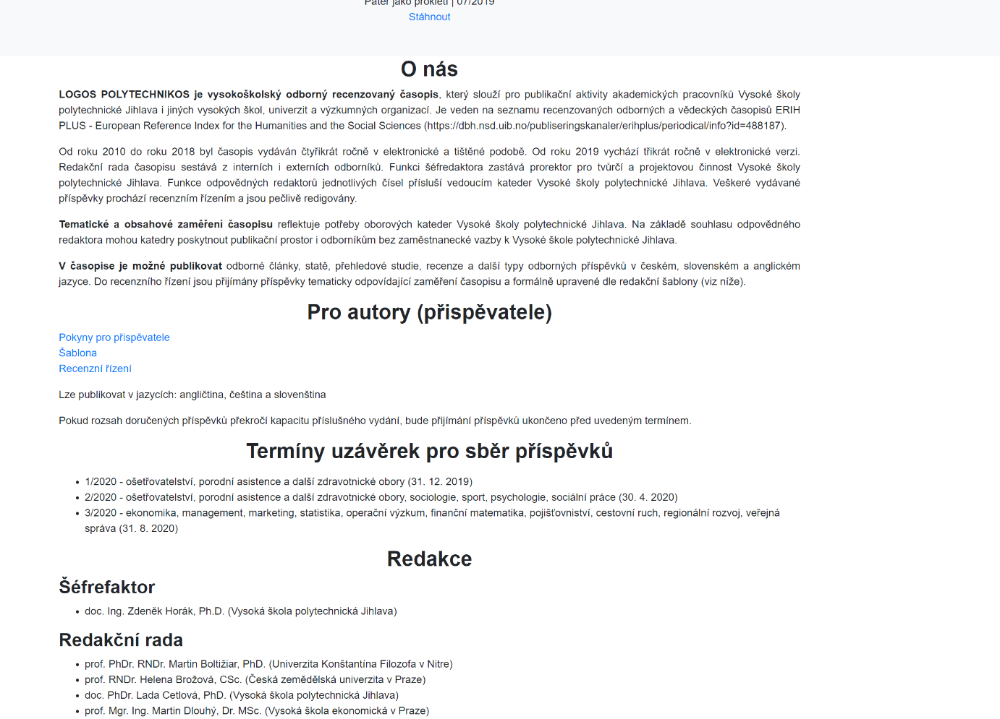 Páteř jako prokletí | 07/2019
Stáhnout
O nás
LOGOS POLYTECHNIKOS je vysokoškolský odborný recenzovaný časopis, který slouží pro publikační aktivity akademických pracovníků Vysoké školy
polytechnické Jihlava i jiných vysokých škol, univerzit a výzkumných organizací. Je veden na seznamu recenzovaných odborných a vědeckých časopisů ERIH
PLUS - European Reference Index for the Humanities and the Social Sciences (https://dbh.nsd.uib.no/publiseringskanaler/erihplus/periodical/info?id=488187).
Od roku 2010 do roku 2018 byl časopis vydáván čtyřikrát ročně v elektronické a tištěné podobě. Od roku 2019 vychází třikrát ročně v elektronické verzi.
Redakční rada časopisu sestává z interních i externích odborníků. Funkci šéfredaktora zastává prorektor pro tvůrčí a projektovou činnost Vysoké školy
polytechnické Jihlava. Funkce odpovědných redaktorů jednotlivých čísel přísluší vedoucím kateder Vysoké školy polytechnické Jihlava. Veškeré vydávané
příspěvky prochází recenzním řízením a jsou pečlivě redigovány.
Tematické a obsahové zaměření časopisu reflektuje potřeby oborových kateder Vysoké školy polytechnické Jihlava. Na základě souhlasu odpovědného
redaktora mohou katedry poskytnout publikační prostor i odborníkům bez zaměstnanecké vazby k Vysoké škole polytechnické Jihlava.
V časopise je možné publikovat odborné články, statě, přehledové studie, recenze a další typy odborných příspěvků v českém, slovenském a anglickém
jazyce. Do recenzního řízení jsou přijímány příspěvky tematicky odpovídající zaměření časopisu a formálně upravené dle redakční šablony (viz níže).
Pro autory (přispěvatele)
Pokyny pro přispěvatele
Šablona
Recenzní řízení
Lze publikovat v jazycích: angličtina, čeština a slovenština
Pokud rozsah doručených příspěvků překročí kapacitu příslušného vydání, bude přijímání příspěvků ukončeno před uvedeným termínem.
Termíny uzávěrek pro sběr příspěvků
• 1/2020 - ošetřovatelství, porodní asistence a další zdravotnické obory (31. 12. 2019)
• 2/2020 - ošetřovatelství, porodní asistence a další zdravotnické obory, sociologie, sport, psychologie, sociální práce (30. 4. 2020)
• 3/2020 - ekonomika, management, marketing, statistika, operační výzkum, finanční matematika, pojišťovniství, cestovní ruch, regionální rozvoj, veřejná
správa (31. 8. 2020)
Redakce
Šéfrefaktor
• doc. Ing. Zdeněk Horák, Ph.D. (Vysoká škola polytechnická Jihlava)
Redakční rada
• prof. PhDr. RNDr. Martin Boltižiar, PhD. (Univerzita Konštantína Filozofa v Nitre)
• prof. RNDr. Helena Brožová, CSc. (Česká zemědělská univerzita v Praze)
• doc. PhDr. Lada Cetlová, PhD. (Vysoká škola polytechnická Jihlava)
• prof. Mgr. Ing. Martin Dlouhý, Dr. MSc. (Vysoká škola ekonomická v Praze)